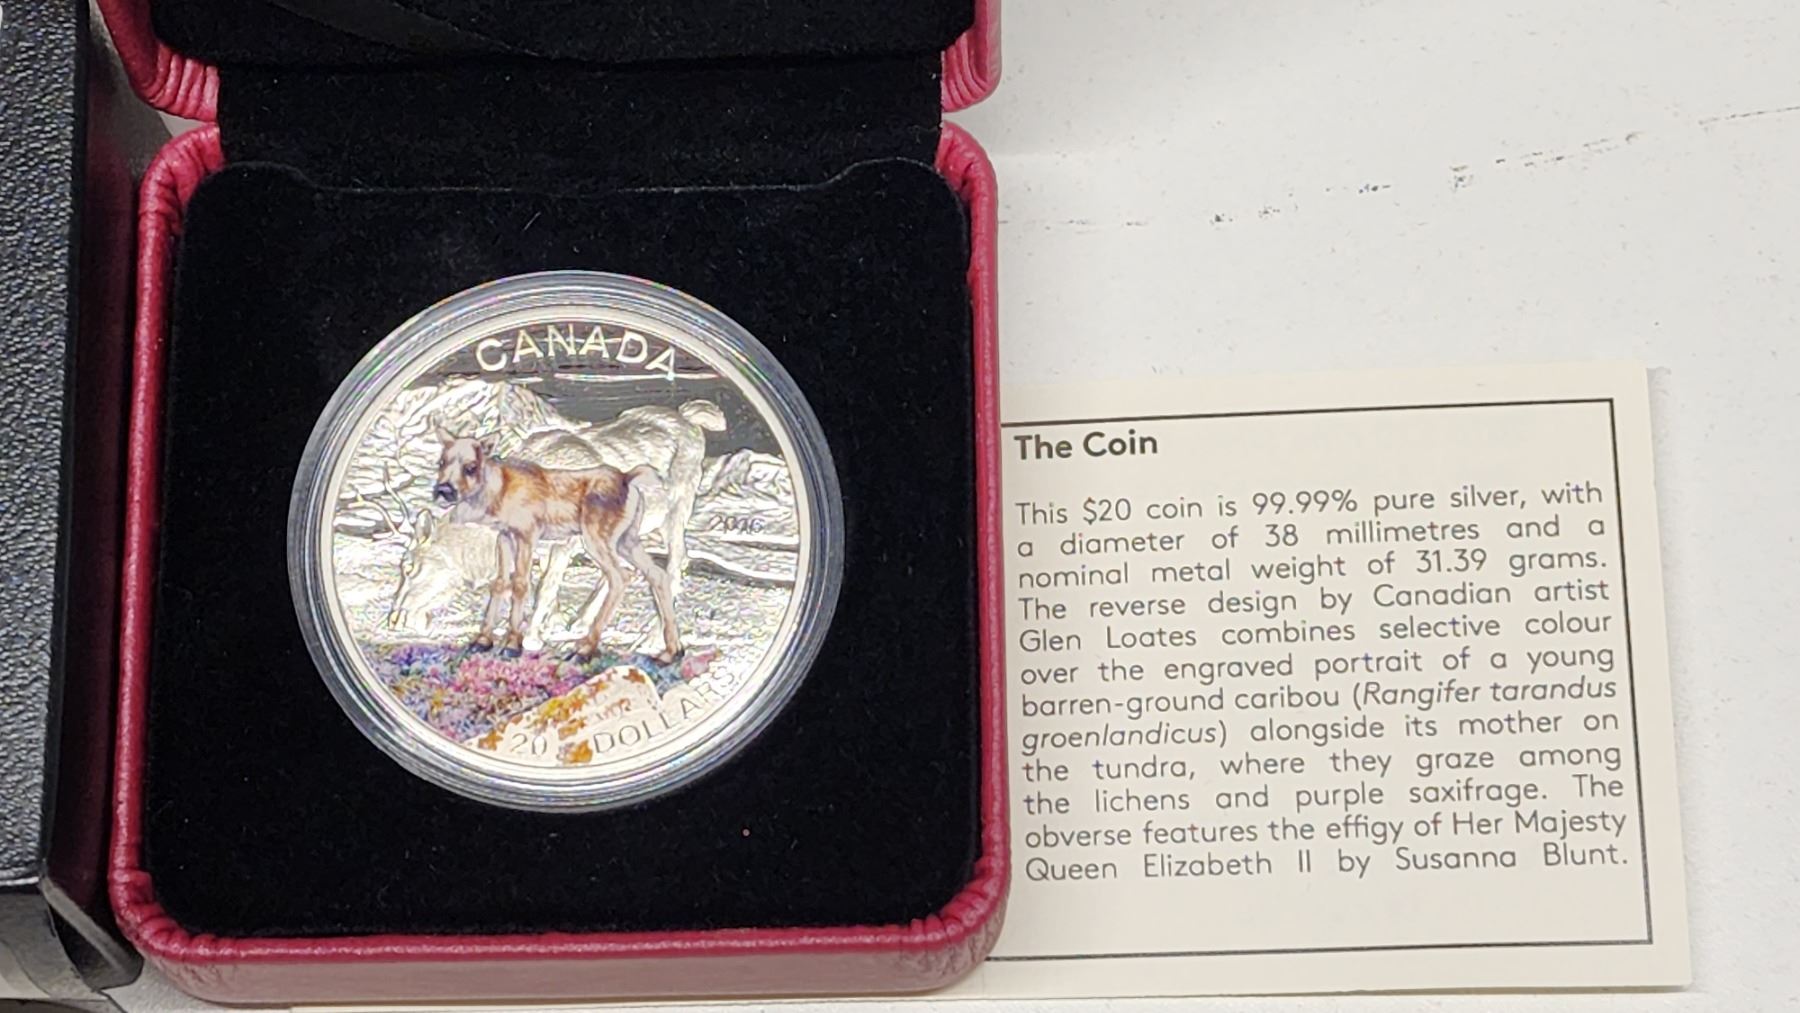 CANADA
2016
20 DOLLARS
The Coin
This $20 coin is 99.99% pure silver, with
a diameter of 38 millimetres and a
nominal metal weight of 31.39 grams.
The reverse design by Canadian artist
Glen Loates combines selective colour
over the engraved portrait of a young
barren-ground caribou (Rangifer tarandus
groenlandicus) alongside its mother on
the tundra, where they graze among
the lichens and purple saxifrage. The
obverse features the effigy of Her Majesty
Queen Elizabeth II by Susanna Blunt.